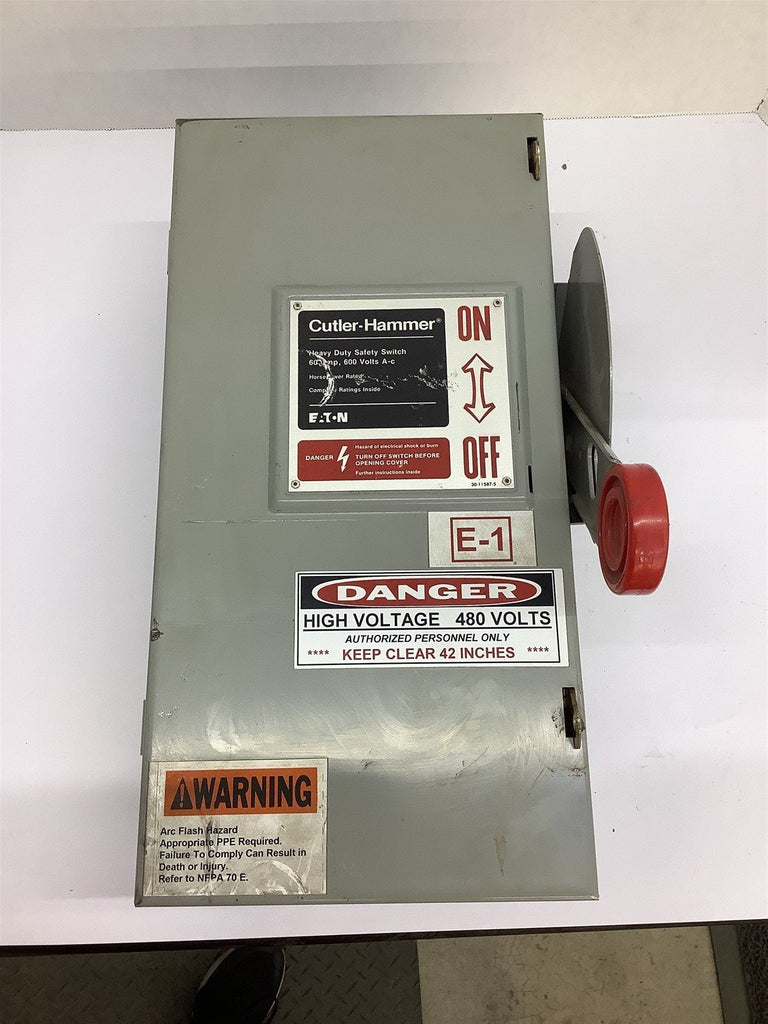 Cutler-Hammer®
Heavy Duty Safety Switch
60 Amp, 600 Volts A-c
Horsepower Rated
Ratings Inside
EATON
ON
OFF
DANGER
Hazard of electrical shock or burn
TURN OFF SWITCH BEFORE
OPENING COVER
Further instructions inside
30-11587-5
E-1
DANGER
HIGH VOLTAGE 480 VOLTS
AUTHORIZED PERSONNEL ONLY
**** KEEP CLEAR 42 INCHES ****
WARNING
Arc Flash Hazard
Appropriate PPE Required.
Failure To Comply Can Result in
Death or Injury.
Refer to NFPA 70 E.